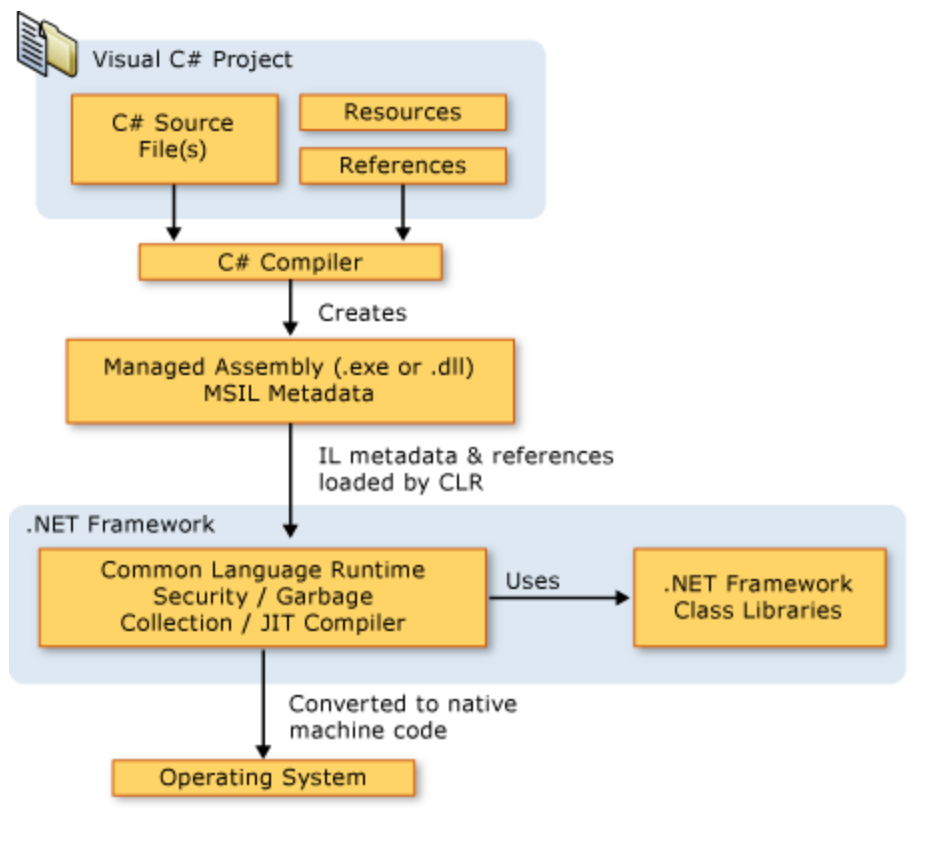 Visual C# Project
C# Source
File(s)
Resources
References
C# Compiler
Creates
Managed Assembly (.exe or .dll)
MSIL Metadata
IL metadata & references
loaded by CLR
.NET Framework
Common Language Runtime
Security / Garbage
Collection / JIT Compiler
Uses
.NET Framework
Class Libraries
Converted to native
machine code
Operating System